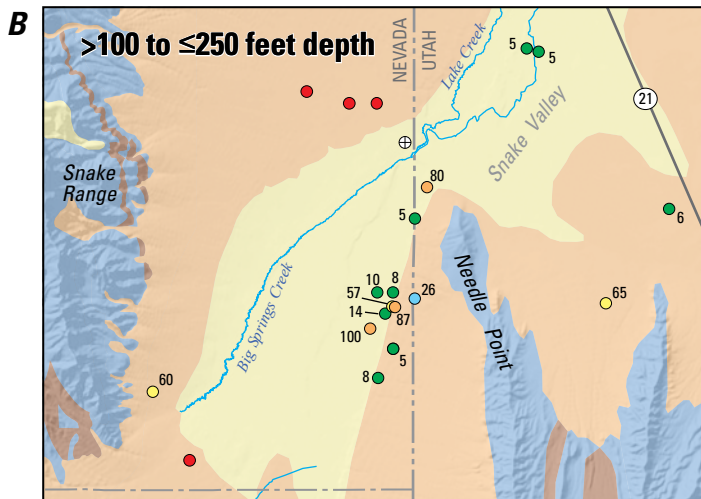 B
>100 to ≤250 feet depth
NEVADA
UTAH
Lake Creek
5
5
21
Snake Valley
Snake
Range
80
5
6
Big Springs Creek
Needle
Point
10
8
26
57
65
14
87
100
5
8
60